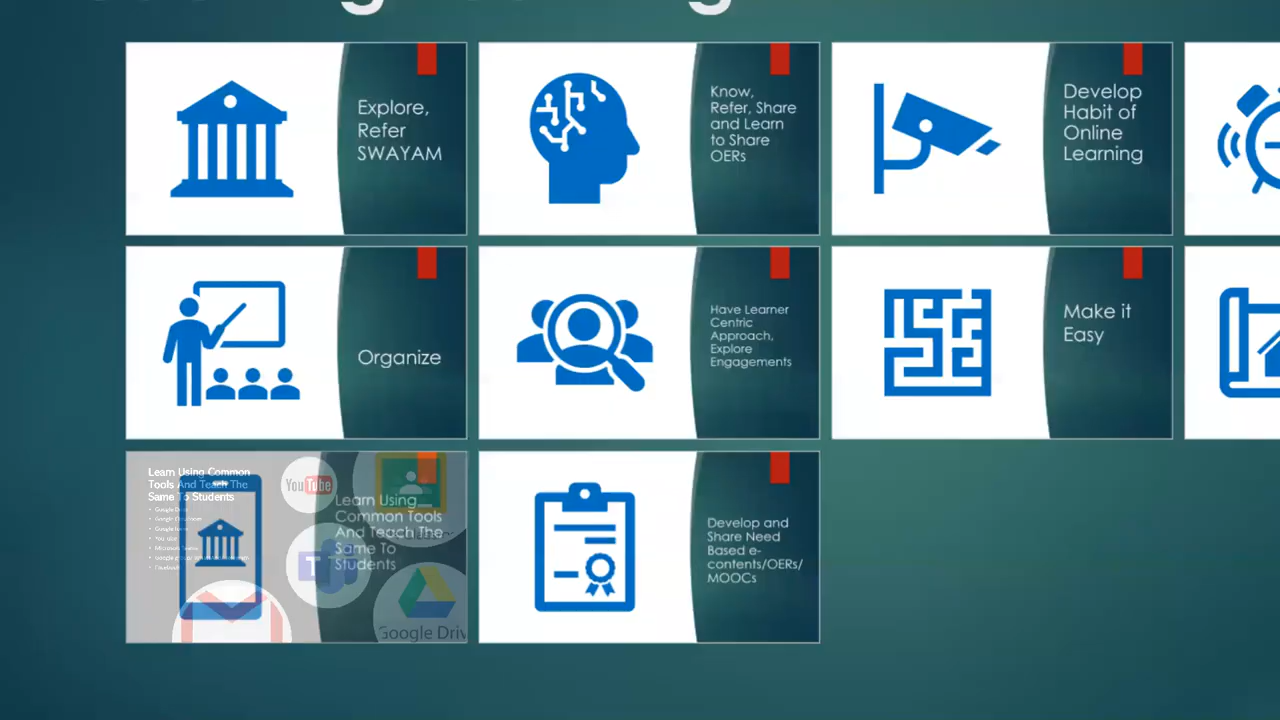 Explore,
Refer
SWAYAM
Know,
Refer, Share
and Learn
to Share
OERs
Develop
Habit of
Online
Learning
Organize
Have Learner
Centric
Approach,
Explore
Engagements
Make it
Easy
Learn Using Common
Tools And Teach The
Same To Students
YouTube
Learn Using
Common Tools
And Teach The
Same To
Students
Google Driv
Develop and
Share Need
Based e-
contents/OERs/
MOOCs